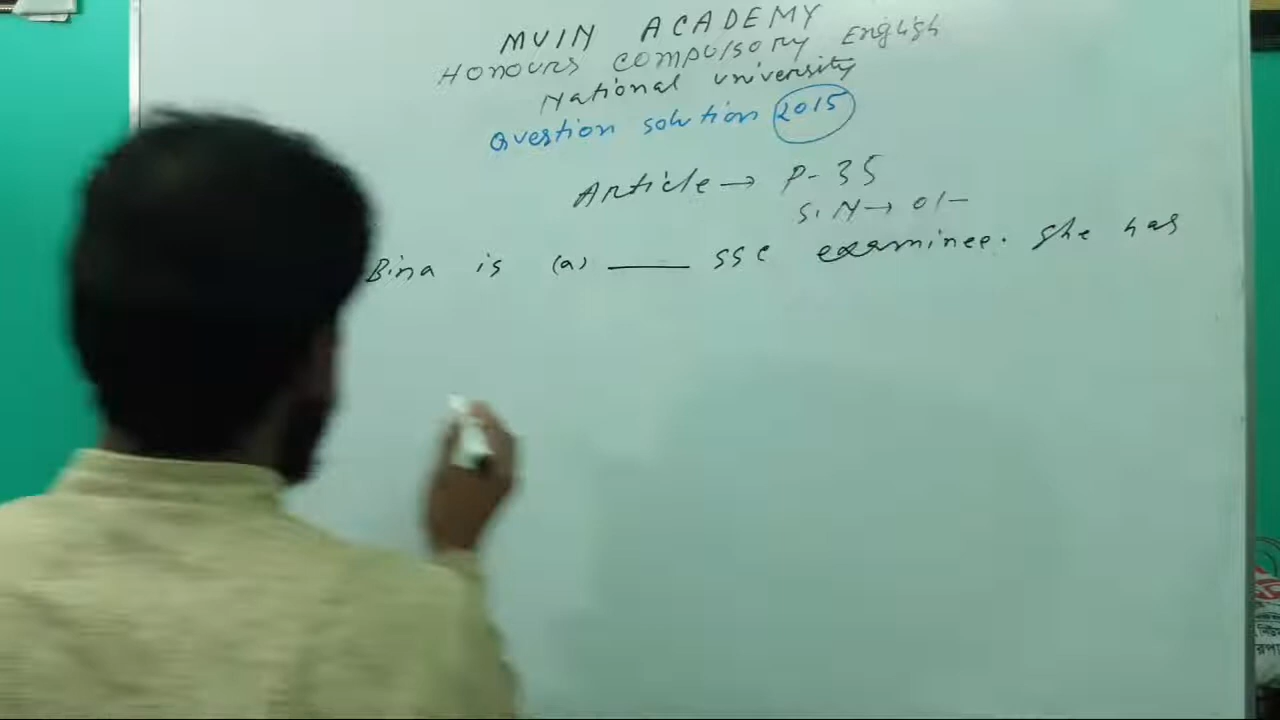 MUIN ACADEMY
HONOURS COMPULSORY English
National university
Question solution 2015
Article → P-35
S.N → 01-
Bina is (a) ____ SSC examinee. She has